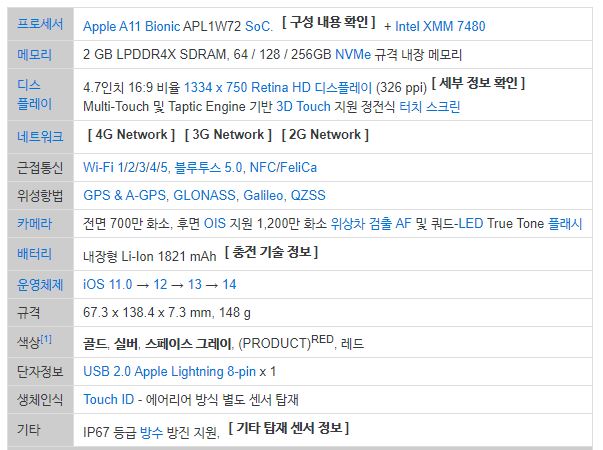 프로세서 Apple A11 Bionic APL1W72 SoC. [ 구성 내용 확인 ] + Intel XMM 7480
메모리 2 GB LPDDR4X SDRAM, 64 / 128 / 256GB NVMe 규격 내장 메모리
디스플레이 4.7인치 16:9 비율 1334 x 750 Retina HD 디스플레이 (326 ppi) [ 세부 정보 확인 ]
Multi-Touch 및 Taptic Engine 기반 3D Touch 지원 정전식 터치 스크린
네트워크 [ 4G Network ] [ 3G Network ] [ 2G Network ]
근접통신 Wi-Fi 1/2/3/4/5, 블루투스 5.0, NFC/FeliCa
위성항법 GPS & A-GPS, GLONASS, Galileo, QZSS
카메라 전면 700만 화소, 후면 OIS 지원 1,200만 화소 위상차 검출 AF 및 쿼드-LED True Tone 플래시
배터리 내장형 Li-Ion 1821 mAh [ 충전 기술 정보 ]
운영체제 iOS 11.0 → 12 → 13 → 14
규격 67.3 x 138.4 x 7.3 mm, 148 g
색상[1] 골드, 실버, 스페이스 그레이, (PRODUCT)RED, 레드
단자정보 USB 2.0 Apple Lightning 8-pin x 1
생체인식 Touch ID - 에어리어 방식 별도 센서 탑재
기타 IP67 등급 방수 방진 지원, [ 기타 탑재 센서 정보 ]